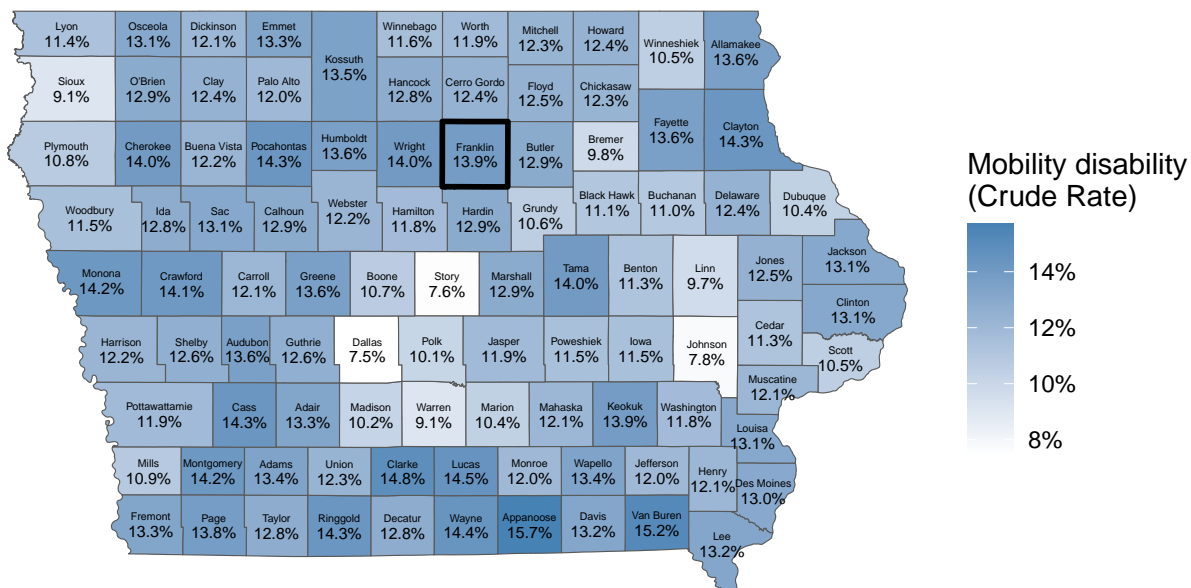 Lyon
11.4%
Osceola
13.1%
Dickinson
12.1%
Emmet
13.3%
Kossuth
13.5%
Winnebago
11.6%
Worth
11.9%
Mitchell
12.3%
Howard
12.4%
Winneshiek
10.5%
Allamakee
13.6%
Sioux
9.1%
O'Brien
12.9%
Clay
12.4%
Palo Alto
12.0%
Hancock
12.8%
Cerro Gordo
12.4%
Floyd
12.5%
Chickasaw
12.3%
Fayette
13.6%
Clayton
14.3%
Plymouth
10.8%
Cherokee
14.0%
Buena Vista
12.2%
Pocahontas
14.3%
Humboldt
13.6%
Wright
14.0%
Franklin
13.9%
Butler
12.9%
Bremer
9.8%
Woodbury
11.5%
Ida
12.8%
Sac
13.1%
Calhoun
12.9%
Webster
12.2%
Hamilton
11.8%
Hardin
12.9%
Grundy
10.6%
Black Hawk
11.1%
Buchanan
11.0%
Delaware
12.4%
Dubuque
10.4%
Monona
14.2%
Crawford
14.1%
Carroll
12.1%
Greene
13.6%
Boone
10.7%
Story
7.6%
Marshall
12.9%
Tama
14.0%
Benton
11.3%
Linn
9.7%
Jones
12.5%
Jackson
13.1%
Clinton
13.1%
Harrison
12.2%
Shelby
12.6%
Audubon
13.6%
Guthrie
12.6%
Dallas
7.5%
Polk
10.1%
Jasper
11.9%
Poweshiek
11.5%
Iowa
11.5%
Johnson
7.8%
Cedar
11.3%
Scott
10.5%
Muscatine
12.1%
Pottawattamie
11.9%
Cass
14.3%
Adair
13.3%
Madison
10.2%
Warren
9.1%
Marion
10.4%
Mahaska
12.1%
Keokuk
13.9%
Washington
11.8%
Louisa
13.1%
Mills
10.9%
Montgomery
14.2%
Adams
13.4%
Union
12.3%
Clarke
14.8%
Lucas
14.5%
Monroe
12.0%
Wapello
13.4%
Jefferson
12.0%
Henry
12.1%
Des Moines
13.0%
Fremont
13.3%
Page
13.8%
Taylor
12.8%
Ringgold
14.3%
Decatur
12.8%
Wayne
14.4%
Appanoose
15.7%
Davis
13.2%
Van Buren
15.2%
Lee
13.2%
Mobility disability
(Crude Rate)
14%
12%
10%
8%